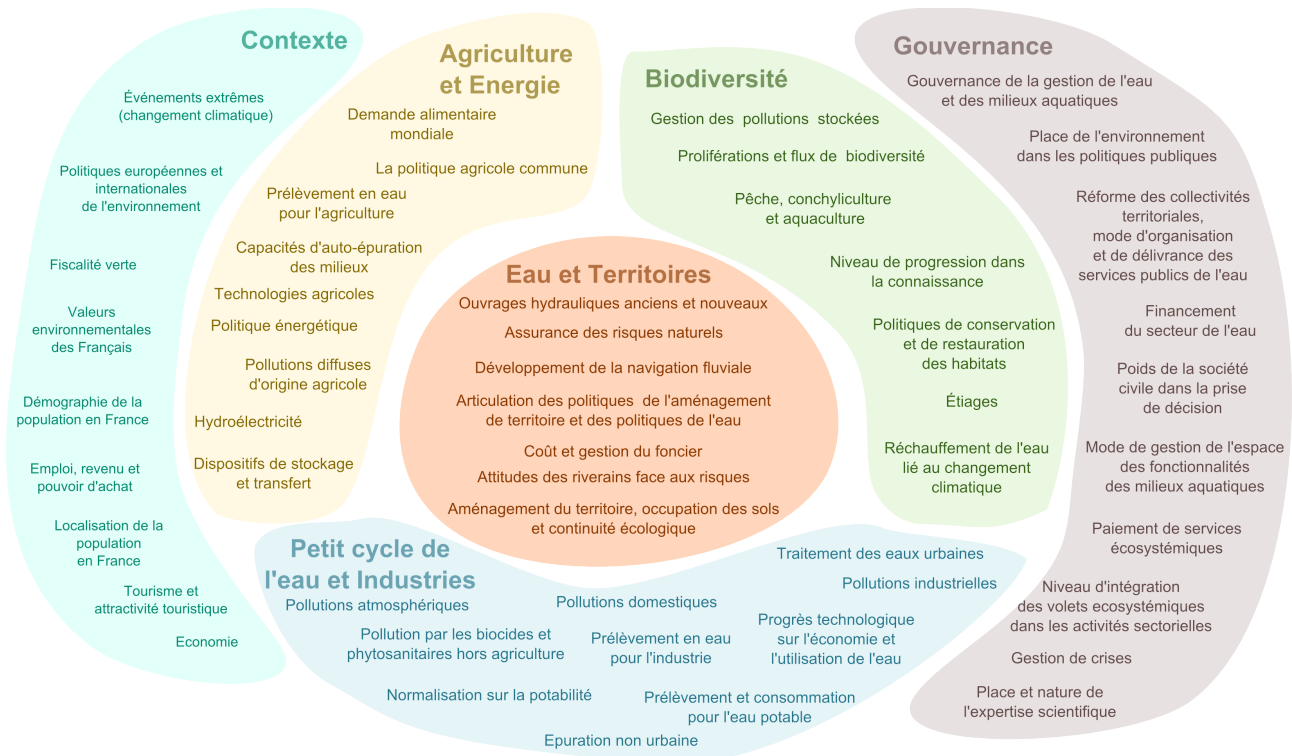 Contexte
Événements extrêmes
(changement climatique)
Politiques européennes et
internationales
de l'environnement
Fiscalité verte
Valeurs
environnementales
des Français
Démographie de la
population en France
Emploi, revenu et
pouvoir d'achat
Localisation de la
population
en France
Tourisme et
attractivité touristique
Economie
Agriculture
et Energie
Demande alimentaire
mondiale
La politique agricole commune
Prélèvement en eau
pour l'agriculture
Capacités d'auto-épuration
des milieux
Technologies agricoles
Politique énergétique
Pollutions diffuses
d'origine agricole
Hydroélectricité
Dispositifs de stockage
et transfert
Eau et Territoires
Ouvrages hydrauliques anciens et nouveaux
Assurance des risques naturels
Développement de la navigation fluviale
Articulation des politiques de l'aménagement
de territoire et des politiques de l'eau
Coût et gestion du foncier
Attitudes des riverains face aux risques
Aménagement du territoire, occupation des sols
et continuité écologique
Biodiversité
Gestion des pollutions stockées
Proliférations et flux de biodiversité
Pêche, conchyliculture
et aquaculture
Niveau de progression dans
la connaissance
Politiques de conservation
et de restauration
des habitats
Étiages
Réchauffement de l'eau
lié au changement
climatique
Gouvernance
Gouvernance de la gestion de l'eau
et des milieux aquatiques
Place de l'environnement
dans les politiques publiques
Réforme des collectivités
territoriales,
mode d'organisation
et de délivrance des
services publics de l'eau
Financement
du secteur de l'eau
Poids de la société
civile dans la prise
de décision
Mode de gestion de l'espace
des fonctionnalités
des milieux aquatiques
Paiement de services
écosystémiques
Niveau d'intégration
des volets ecosystémiques
dans les activités sectorielles
Gestion de crises
Place et nature de
l'expertise scientifique
Petit cycle de
l'eau et Industries
Traitement des eaux urbaines
Pollutions industrielles
Pollutions atmosphériques
Pollutions domestiques
Pollution par les biocides et
phytosanitaires hors agriculture
Prélèvement en eau
pour l'industrie
Progrès technologique
sur l'économie et
l'utilisation de l'eau
Normalisation sur la potabilité
Prélèvement et consommation
pour l'eau potable
Epuration non urbaine